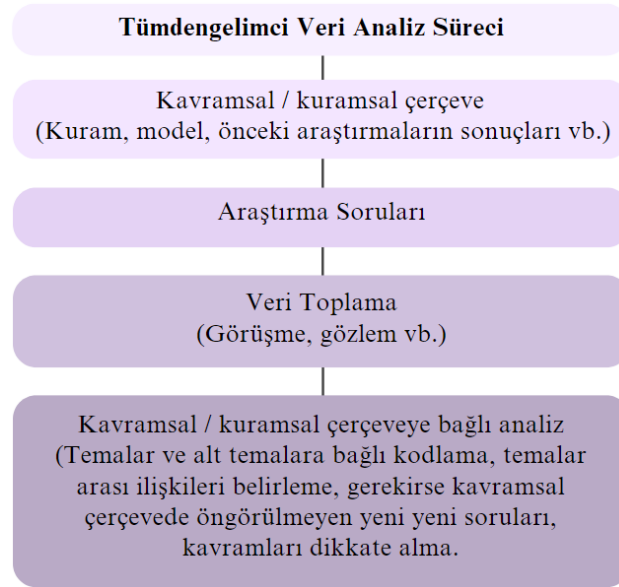 Tümdengelimci Veri Analiz Süreci
Kavramsal / kuramsal çerçeve
(Kuram, model, önceki araştırmaların sonuçları vb.)
Araştırma Soruları
Veri Toplama
(Görüşme, gözlem vb.)
Kavramsal / kuramsal çerçeveye bağlı analiz
(Temalar ve alt temalara bağlı kodlama, temalar
arası ilişkileri belirleme, gerekirse kavramsal
çerçevede öngörülmeyen yeni yeni soruları,
kavramları dikkate alma.